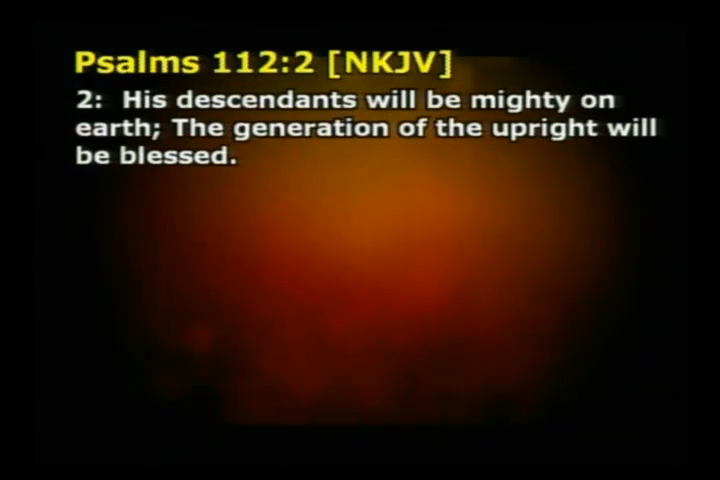 Psalms 112:2 [NKJV]
2: His descendants will be mighty on
earth; The generation of the upright will
be blessed.